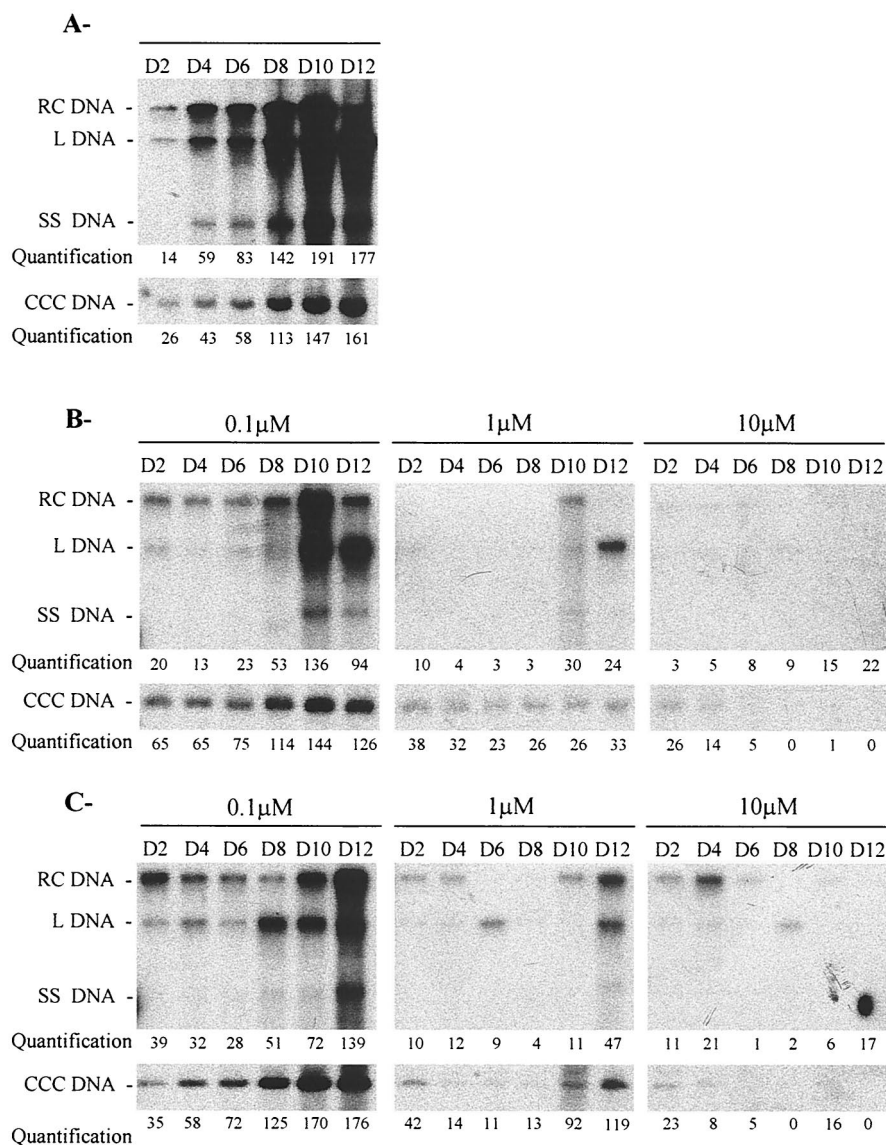 A-
D2 D4 D6 D8 D10 D12
RC DNA -
L DNA -
SS DNA -
Quantification 14 59 83 142 191 177
CCC DNA -
Quantification 26 43 58 113 147 161
B-
0.1µM 1µM 10µM
D2 D4 D6 D8 D10 D12 D2 D4 D6 D8 D10 D12 D2 D4 D6 D8 D10 D12
RC DNA -
L DNA -
SS DNA -
Quantification 20 13 23 53 136 94 10 4 3 3 30 24 3 5 8 9 15 22
CCC DNA -
Quantification 65 65 75 114 144 126 38 32 23 26 26 33 26 14 5 0 1 0
C-
0.1µM 1µM 10µM
D2 D4 D6 D8 D10 D12 D2 D4 D6 D8 D10 D12 D2 D4 D6 D8 D10 D12
RC DNA -
L DNA -
SS DNA -
Quantification 39 32 28 51 72 139 10 12 9 4 11 47 11 21 1 2 6 17
CCC DNA -
Quantification 35 58 72 125 170 176 42 14 11 13 92 119 23 8 5 0 16 0